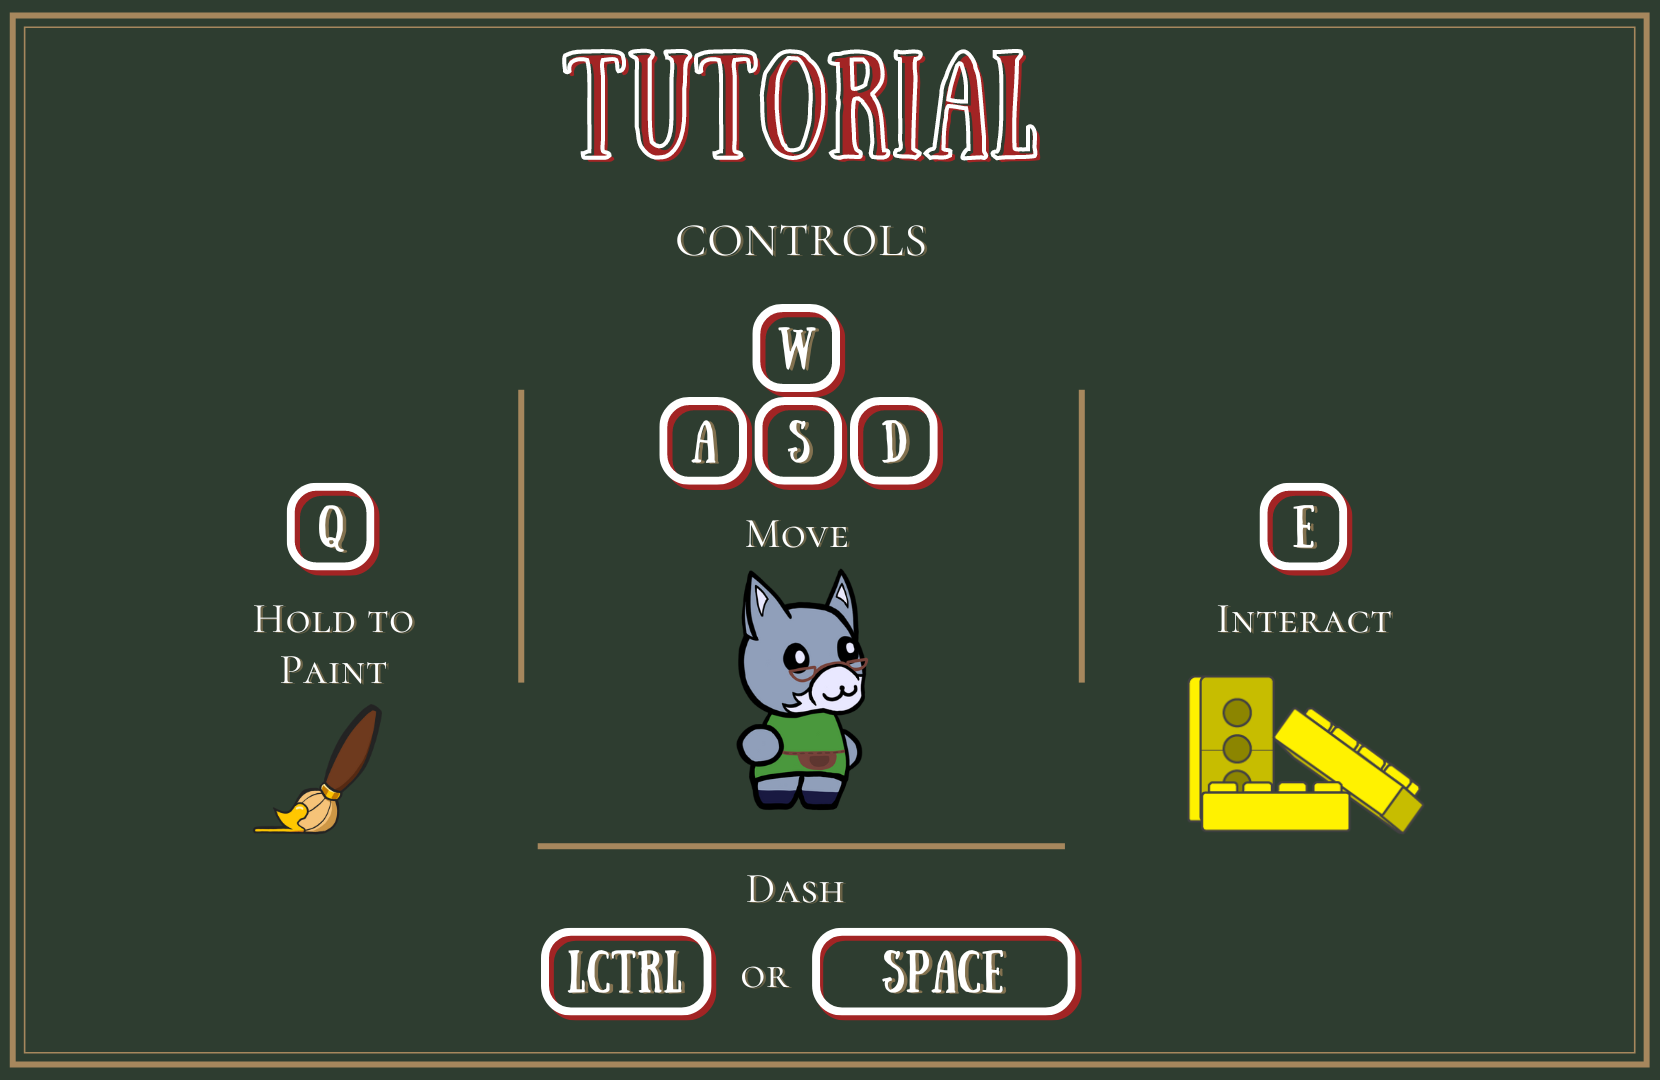 TUTORIAL
CONTROLS
W
A S D
Move
Q
Hold to
Paint
E
Interact
Dash
LCTRL or SPACE